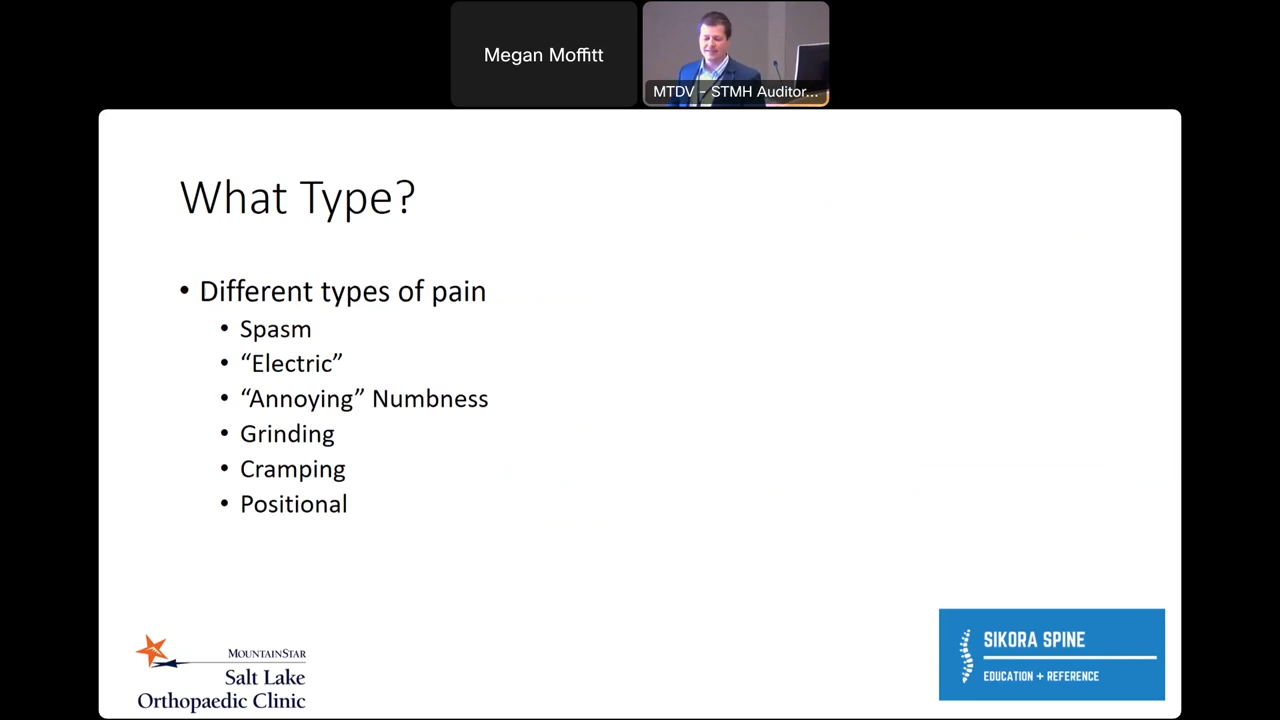 Megan Moffitt
MTDV - STMH Auditor...
What Type?
• Different types of pain
• Spasm
• “Electric”
• “Annoying” Numbness
• Grinding
• Cramping
• Positional
MOUNTAINSTAR
Salt Lake
Orthopaedic Clinic
SIKORA SPINE
EDUCATION + REFERENCE